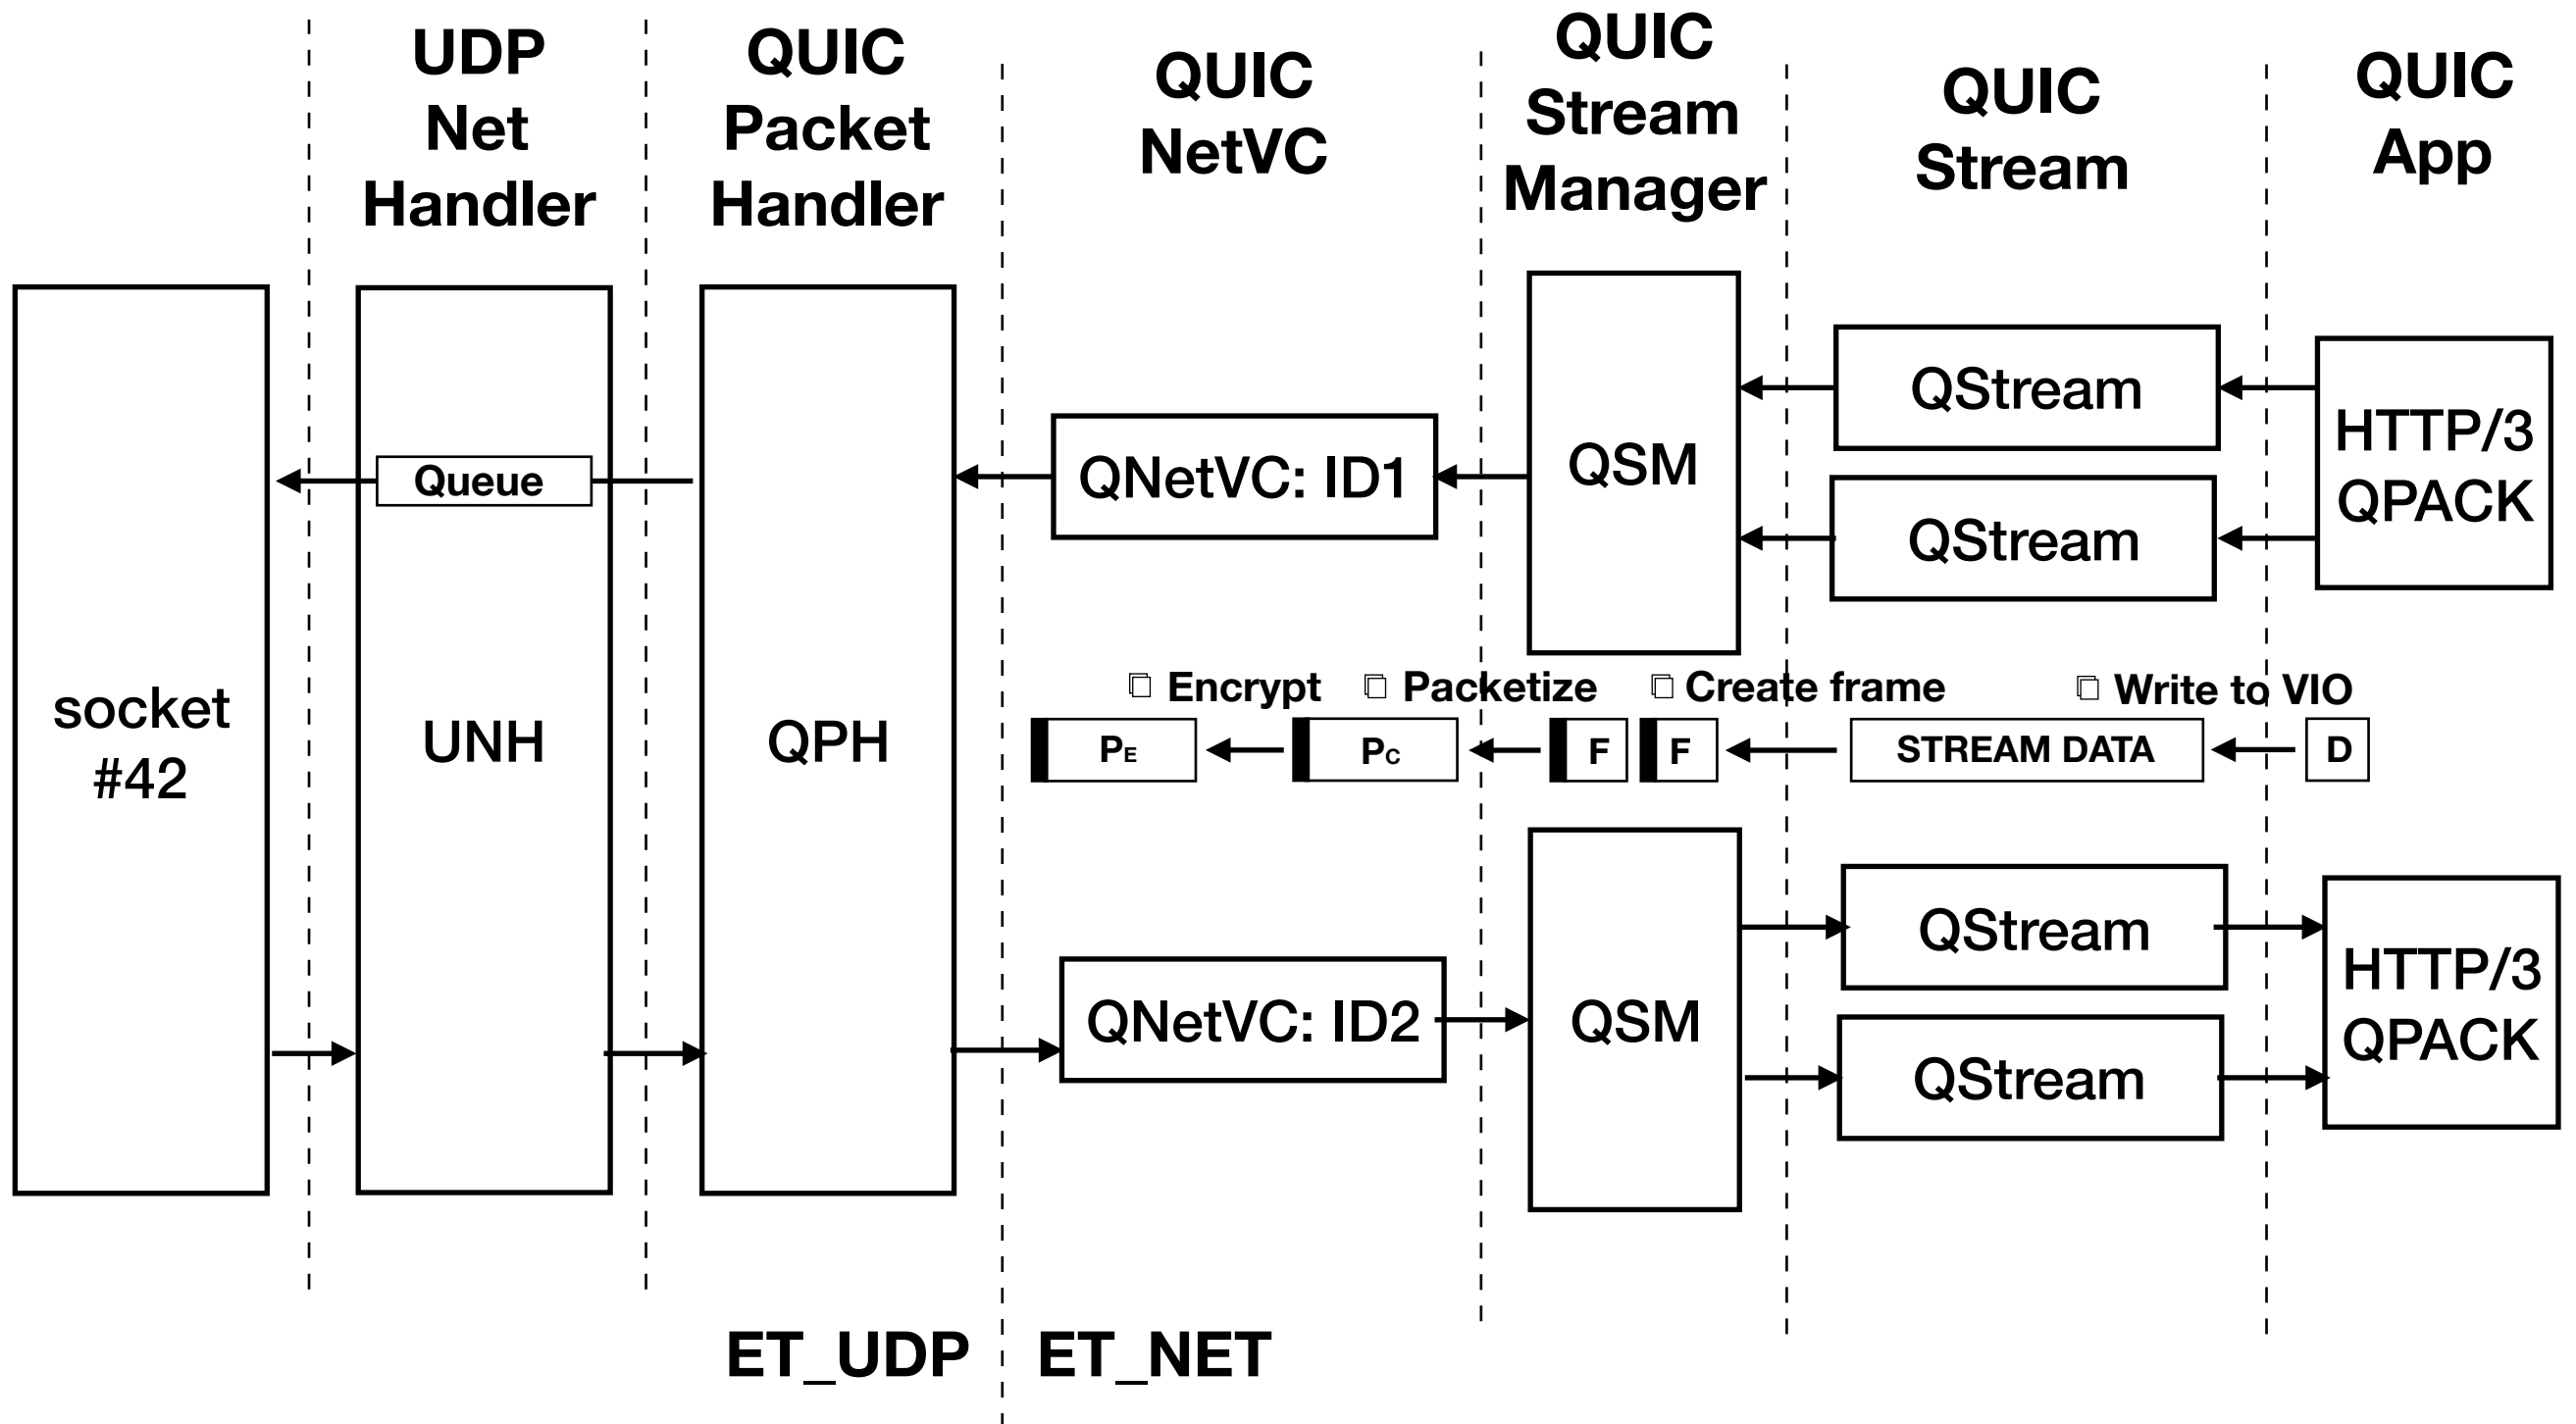 UDP
Net
Handler
QUIC
Packet
Handler
QUIC
NetVC
QUIC
Stream
Manager
QUIC
Stream
QUIC
App
socket
#42
UNH
Queue
QPH
QNetVC: ID1
QSM
QStream
QStream
HTTP/3
QPACK
Encrypt
Packetize
Create frame
Write to VIO
PE
PC
F
F
STREAM DATA
D
QNetVC: ID2
QSM
QStream
QStream
HTTP/3
QPACK
ET_UDP
ET_NET